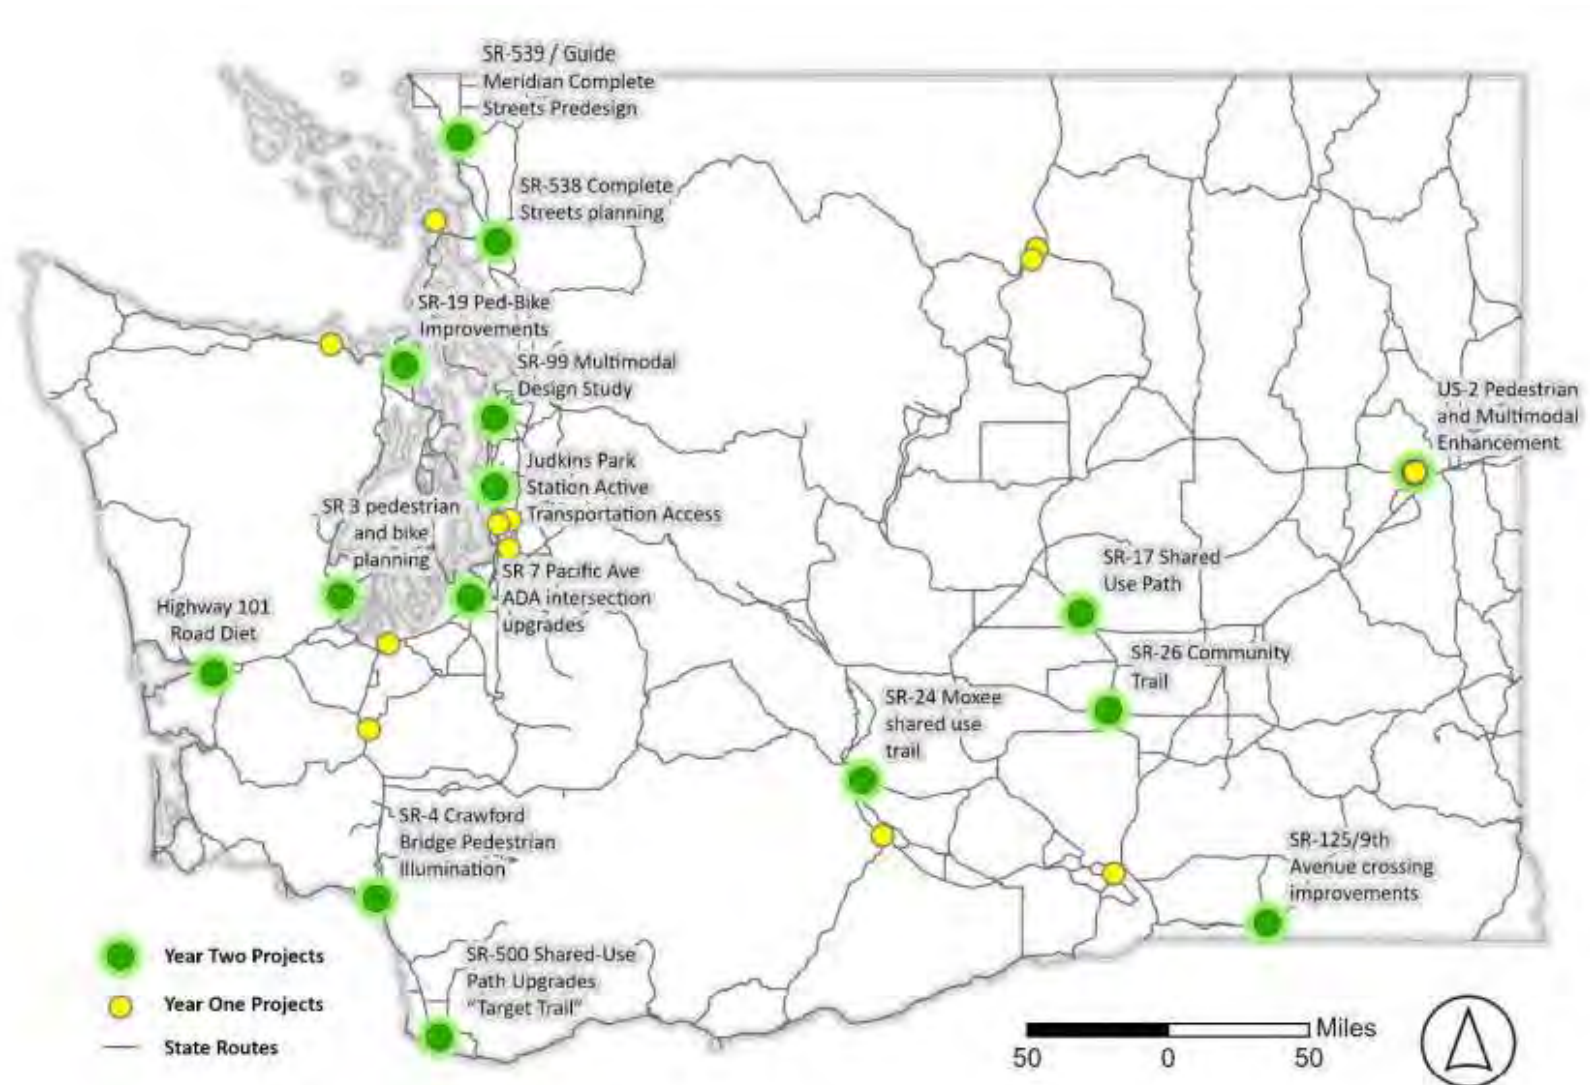 SR-539 / Guide
Meridian Complete
Streets Predesign
SR-538 Complete
Streets planning
SR-19 Ped-Bike
Improvements
SR-99 Multimodal
Design Study
US-2 Pedestrian
and Multimodal
Enhancement
Judkins Park
Station Active
Transportation Access
SR 3 pedestrian
and bike
planning
SR 7 Pacific Ave
ADA intersection
upgrades
SR-17 Shared
Use Path
Highway 101
Road Diet
SR-26 Community
Trail
SR-24 Moxee
shared use
trail
SR-4 Crawford
Bridge Pedestrian
Illumination
SR-125/9th
Avenue crossing
improvements
SR-500 Shared-Use
Path Upgrades
"Target Trail"
Year Two Projects
Year One Projects
State Routes
Miles
50 0 50